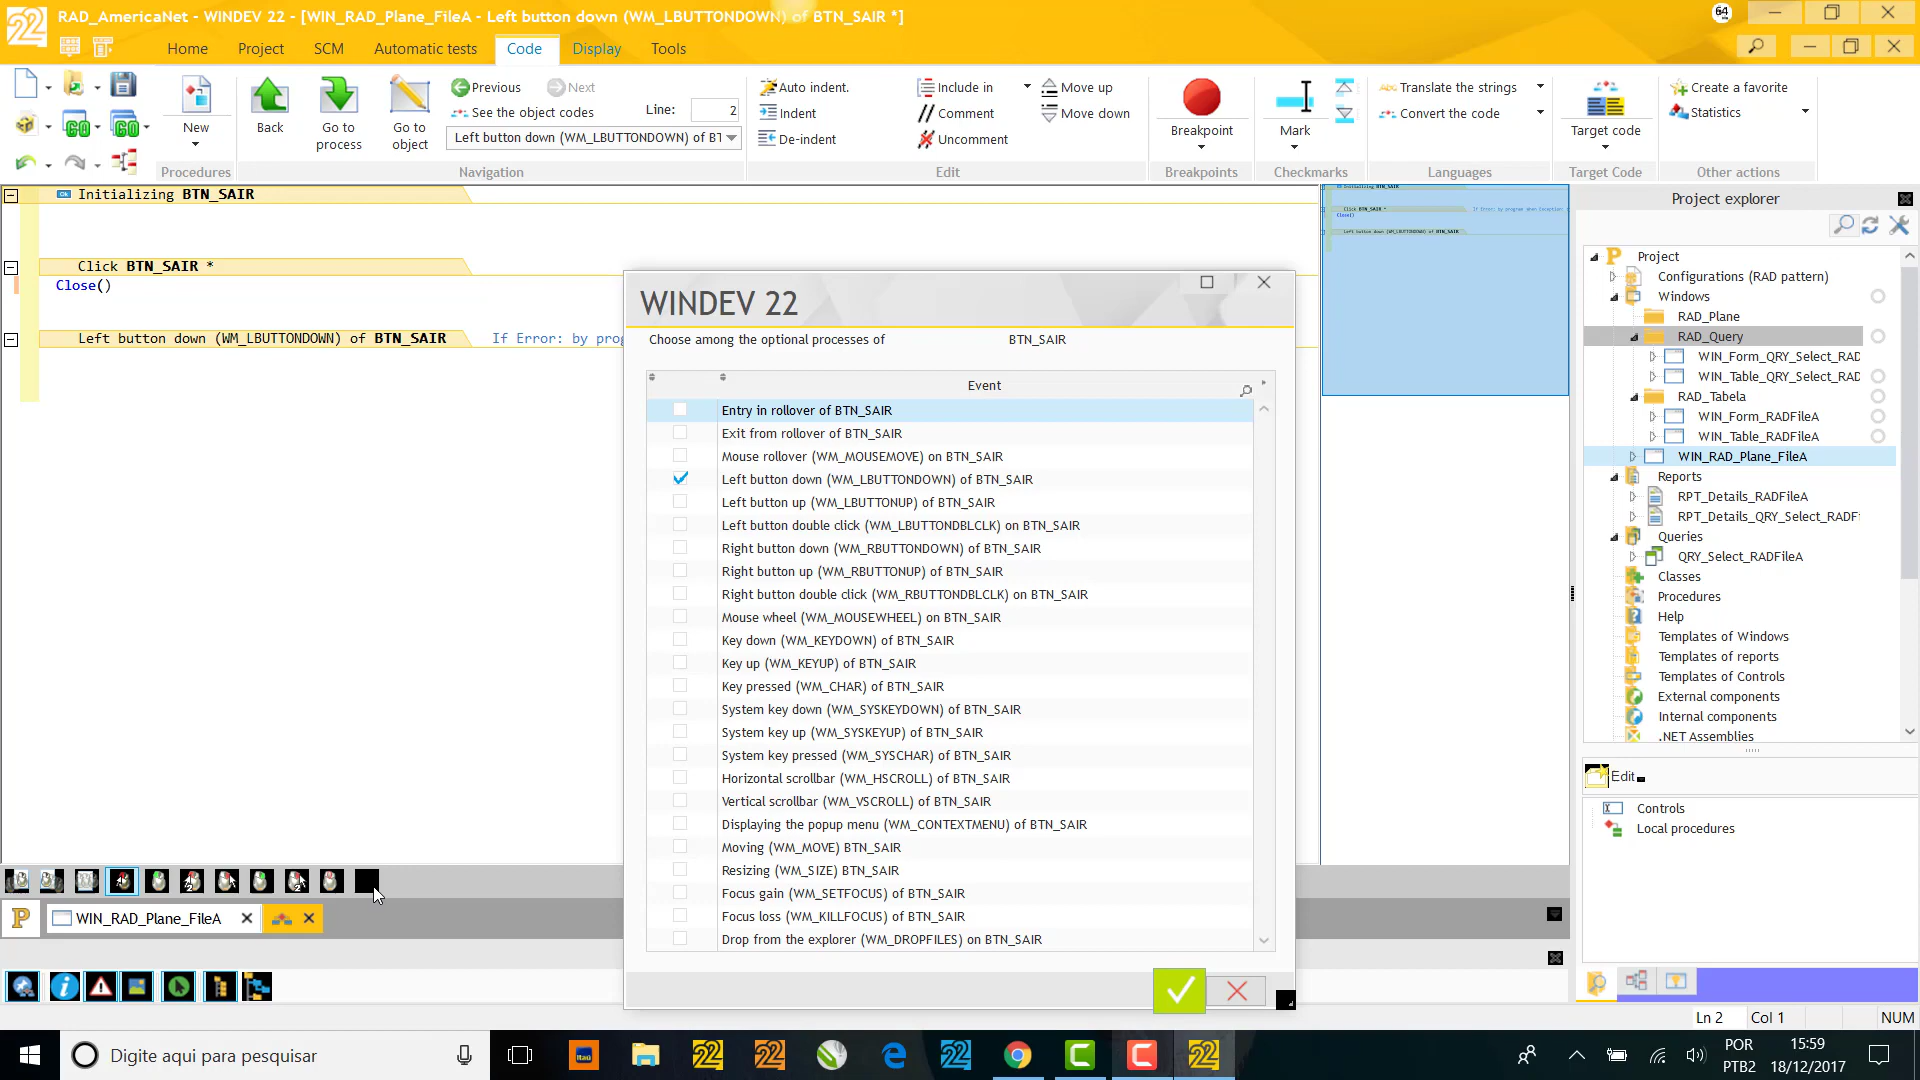 RAD_AmericaNet - WINDEV 22 - [WIN_RAD_Plane_FileA - Left button down (WM_LBUTTONDOWN) of BTN_SAIR *]
64
Home Project SCM Automatic tests Code Display Tools
New
Procedures
Back
Go to process
Go to object
Previous Next
See the object codes
Line: 2
Left button down (WM_LBUTTONDOWN) of BT
Navigation
Auto indent.
Indent
De-indent
Include in
Comment
Uncomment
Move up
Move down
Edit
Breakpoint
Breakpoints
Mark
Checkmarks
Translate the strings
Convert the code
Languages
Target code
Target Code
Create a favorite
Statistics
Other actions
Initializing BTN_SAIR
Click BTN_SAIR *
Close()
Left button down (WM_LBUTTONDOWN) of BTN_SAIR If Error: by prog
WINDEV 22
Choose among the optional processes of BTN_SAIR
Event
Entry in rollover of BTN_SAIR
Exit from rollover of BTN_SAIR
Mouse rollover (WM_MOUSEMOVE) on BTN_SAIR
Left button down (WM_LBUTTONDOWN) of BTN_SAIR
Left button up (WM_LBUTTONUP) of BTN_SAIR
Left button double click (WM_LBUTTONDBLCLK) on BTN_SAIR
Right button down (WM_RBUTTONDOWN) of BTN_SAIR
Right button up (WM_RBUTTONUP) of BTN_SAIR
Right button double click (WM_RBUTTONDBLCLK) on BTN_SAIR
Mouse wheel (WM_MOUSEWHEEL) on BTN_SAIR
Key down (WM_KEYDOWN) of BTN_SAIR
Key up (WM_KEYUP) of BTN_SAIR
Key pressed (WM_CHAR) of BTN_SAIR
System key down (WM_SYSKEYDOWN) of BTN_SAIR
System key up (WM_SYSKEYUP) of BTN_SAIR
System key pressed (WM_SYSCHAR) of BTN_SAIR
Horizontal scrollbar (WM_HSCROLL) of BTN_SAIR
Vertical scrollbar (WM_VSCROLL) of BTN_SAIR
Displaying the popup menu (WM_CONTEXTMENU) of BTN_SAIR
Moving (WM_MOVE) BTN_SAIR
Resizing (WM_SIZE) BTN_SAIR
Focus gain (WM_SETFOCUS) of BTN_SAIR
Focus loss (WM_KILLFOCUS) of BTN_SAIR
Drop from the explorer (WM_DROPFILES) on BTN_SAIR
Project explorer
Project
Configurations (RAD pattern)
Windows
RAD_Plane
RAD_Query
WIN_Form_QRY_Select_RAD
WIN_Table_QRY_Select_RAD
RAD_Tabela
WIN_Form_RADFileA
WIN_Table_RADFileA
WIN_RAD_Plane_FileA
Reports
RPT_Details_RADFileA
RPT_Details_QRY_Select_RADFi
Queries
QRY_Select_RADFileA
Classes
Procedures
Help
Templates of Windows
Templates of reports
Templates of Controls
External components
Internal components
.NET Assemblies
Edit
Controls
Local procedures
WIN_RAD_Plane_FileA
Ln 2 Col 1 NUM
Digite aqui para pesquisar
Itaú
22
22
22
22
POR
PTB2
15:59
18/12/2017